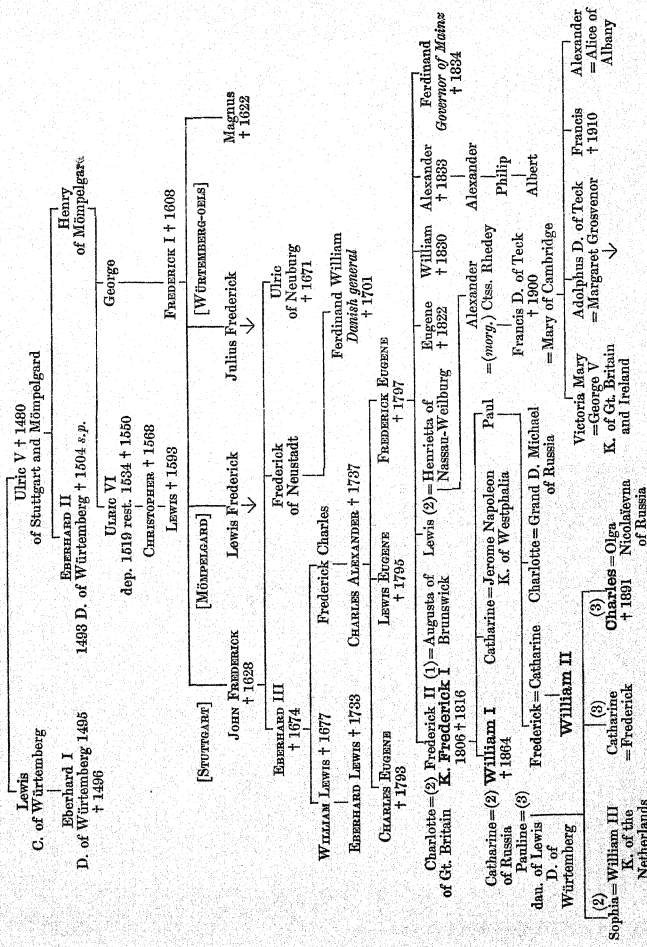 Ulric V † 1480
of Stuttgart and Mömpelgard
Lewis
C. of Würtemberg
Henry
of Mömpelgard
Eberhard I
D. of Würtemberg 1495
† 1496
EBERHARD II
1493 D. of Würtemberg † 1504 s.p.
ULRIC VI
dep. 1519 rest. 1534 † 1550
George
CHRISTOPHER † 1568
LEWIS † 1593
FREDERICK I † 1608
[STUTTGART]
[MÖMPELGARD]
[WÜRTEMBERG-OELS]
JOHN FREDERICK
† 1628
Lewis Frederick
Julius Frederick
Magnus
† 1622
EBERHARD III
† 1674
Frederick
of Neustadt
Ulric
of Neuburg
† 1671
WILLIAM LEWIS † 1677
Frederick Charles
Ferdinand William
Danish general
† 1701
EBERHARD LEWIS † 1733
CHARLES ALEXANDER † 1737
CHARLES EUGENE
† 1793
LEWIS EUGENE
† 1795
FREDERICK EUGENE
† 1797
Charlotte=(2) Frederick II (1)=Augusta of
of Gt. Britain K. Frederick I Brunswick
1806 † 1816
Lewis (2)=Henrietta of
Nassau-Weilburg
Eugene
† 1822
William
† 1830
Alexander
† 1833
Ferdinand
Governor of Mainz
† 1834
Catharine=(2) William I
of Russia † 1864
Pauline=(3)
dau. of Lewis
D. of
Würtemberg
Catharine=Jerome Napoleon
K. of Westphalia
Paul
Alexander
=(morg.) Ctss. Rhedey
Alexander
Frederick=Catharine
Charlotte=Grand D. Michael
of Russia
Francis D. of Teck
† 1900
=Mary of Cambridge
Philip
Albert
William II
(2)
Sophia=William III
K. of the
Netherlands
(3)
Catharine
=Frederick
(3)
Charles=Olga
† 1891 Nicolaievna
of Russia
Victoria Mary
=George V
K. of Gt. Britain
and Ireland
Adolphus D. of Teck
=Margaret Grosvenor
Francis
† 1910
Alexander
=Alice of
Albany